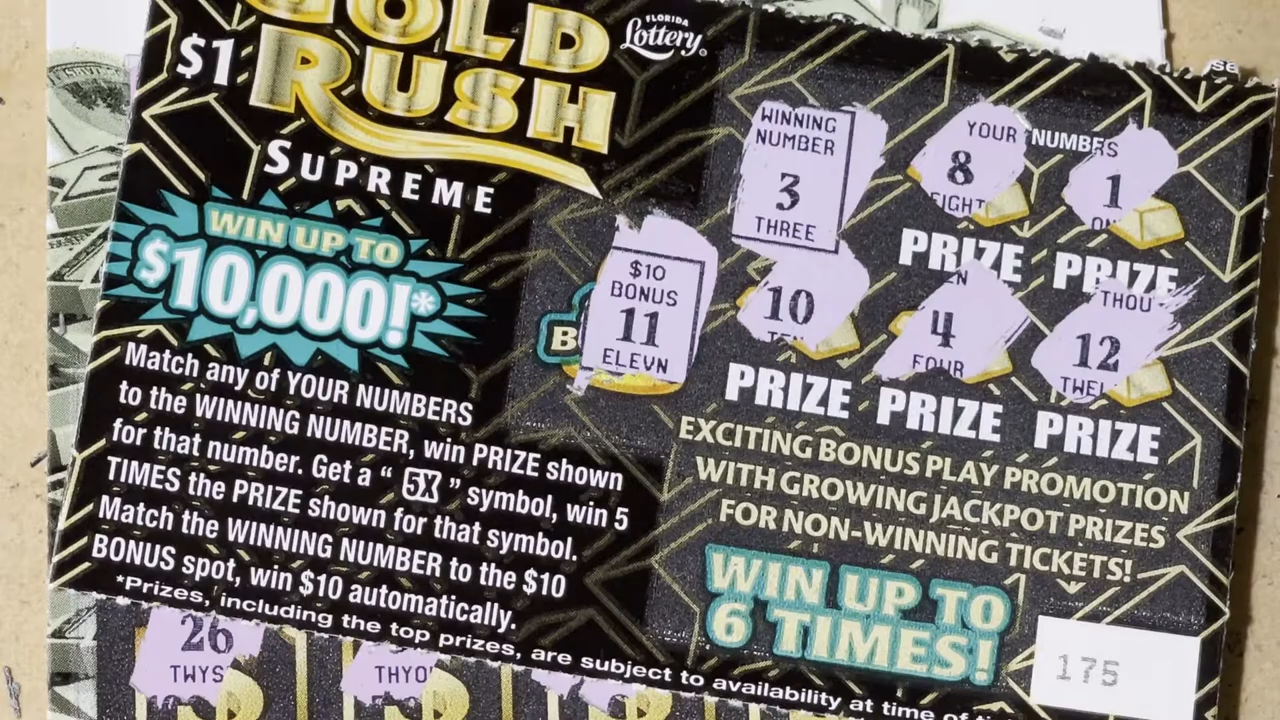 GOLD
$1 RUSH
SUPREME
FLORIDA
Lottery
WIN UP TO
$10,000!*
Match any of YOUR NUMBERS
to the WINNING NUMBER, win PRIZE shown
for that number. Get a “ 5X ” symbol, win 5
TIMES the PRIZE shown for that symbol.
Match the WINNING NUMBER to the $10
BONUS spot, win $10 automatically.
*Prizes, including the top prizes, are subject to availability at time of
$10
BONUS
11
ELEVN
WINNING
NUMBER
3
THREE
YOUR NUMBERS
8 1
EIGHT
PRIZE PRIZE
THOU
10 4 12
FOUR
PRIZE PRIZE PRIZE
EXCITING BONUS PLAY PROMOTION
WITH GROWING JACKPOT PRIZES
FOR NON-WINNING TICKETS!
WIN UP TO
6 TIMES!
175
26
TWYS
THYO